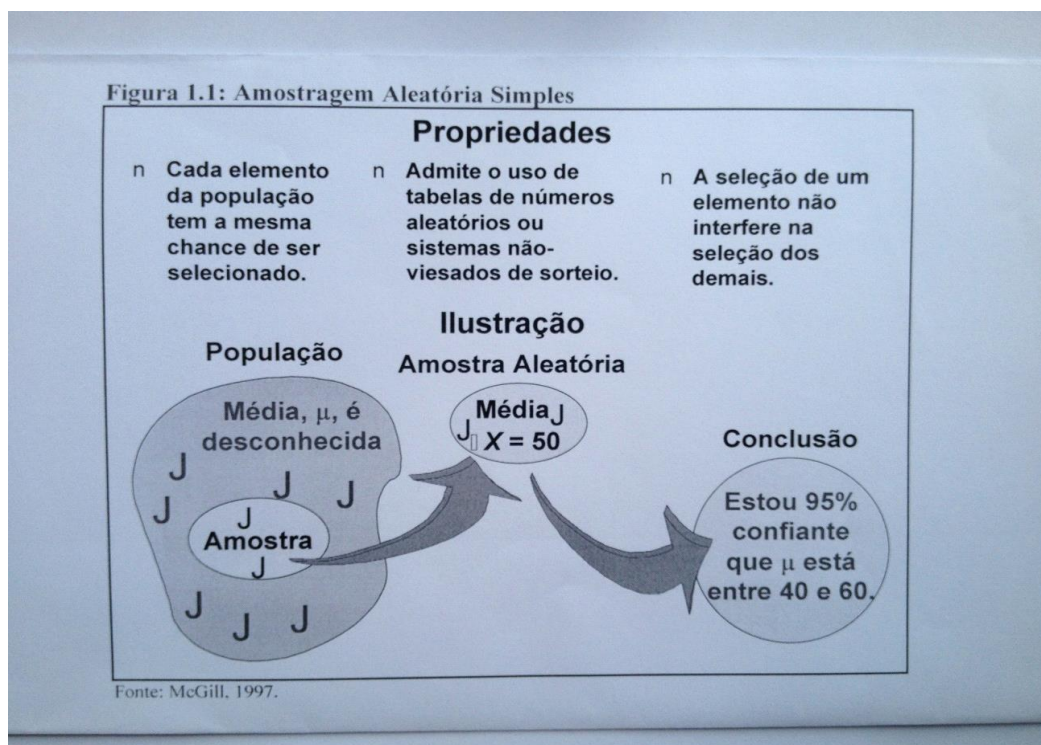 Figura 1.1: Amostragem Aleatória Simples
Propriedades
n Cada elemento
da população
tem a mesma
chance de ser
selecionado.
n Admite o uso de
tabelas de números
aleatórios ou
sistemas não-
viesados de sorteio.
n A seleção de um
elemento não
interfere na
seleção dos
demais.
Ilustração
População
Média, μ, é
desconhecida
J
J
J
J
J
Amostra
J
J
J
J
Amostra Aleatória
Média J
J X = 50
Conclusão
Estou 95%
confiante
que μ está
entre 40 e 60.
Fonte: McGill, 1997.